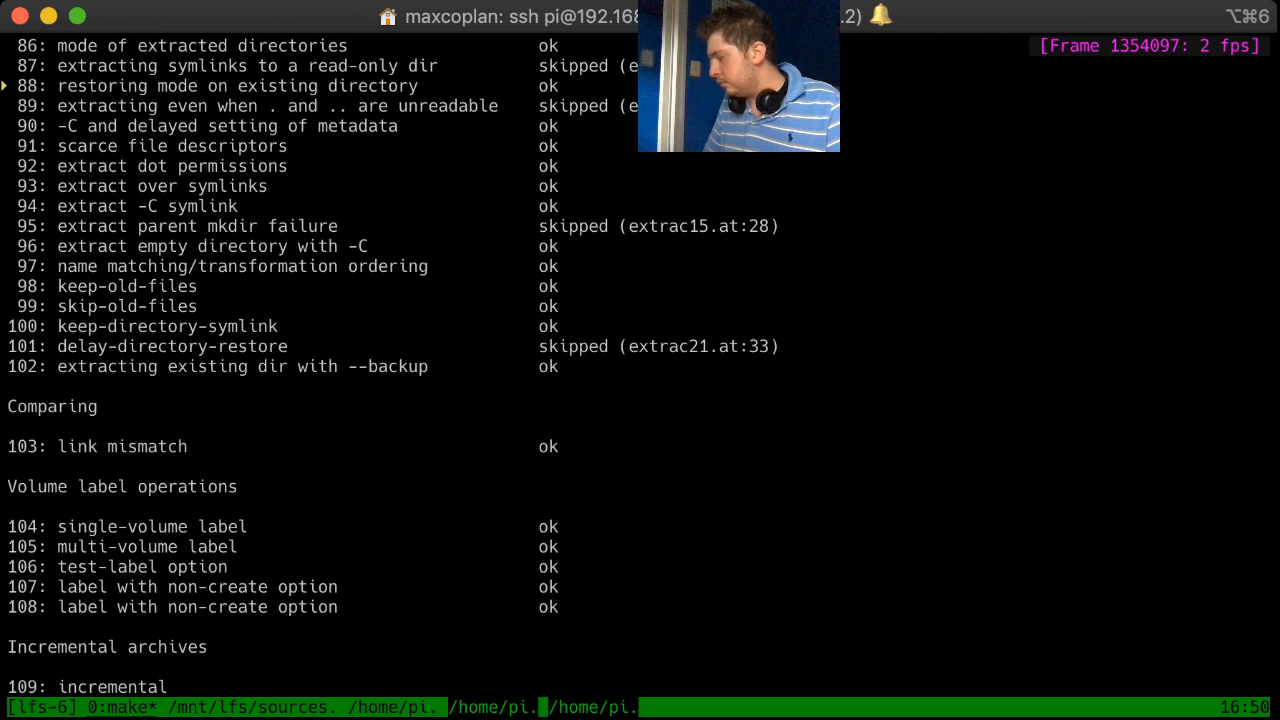 maxcoplan: ssh pi@192.168 .2) ⌥⌘6
86: mode of extracted directories ok [Frame 1354097: 2 fps]
87: extracting symlinks to a read-only dir skipped (e
88: restoring mode on existing directory ok
89: extracting even when . and .. are unreadable skipped (e
90: -C and delayed setting of metadata ok
91: scarce file descriptors ok
92: extract dot permissions ok
93: extract over symlinks ok
94: extract -C symlink ok
95: extract parent mkdir failure skipped (extrac15.at:28)
96: extract empty directory with -C ok
97: name matching/transformation ordering ok
98: keep-old-files ok
99: skip-old-files ok
100: keep-directory-symlink ok
101: delay-directory-restore skipped (extrac21.at:33)
102: extracting existing dir with --backup ok
Comparing
103: link mismatch ok
Volume label operations
104: single-volume label ok
105: multi-volume label ok
106: test-label option ok
107: label with non-create option ok
108: label with non-create option ok
Incremental archives
109: incremental
[lfs-6] 0:make* /mnt/lfs/sources. /home/pi. /home/pi. /home/pi. 16:50